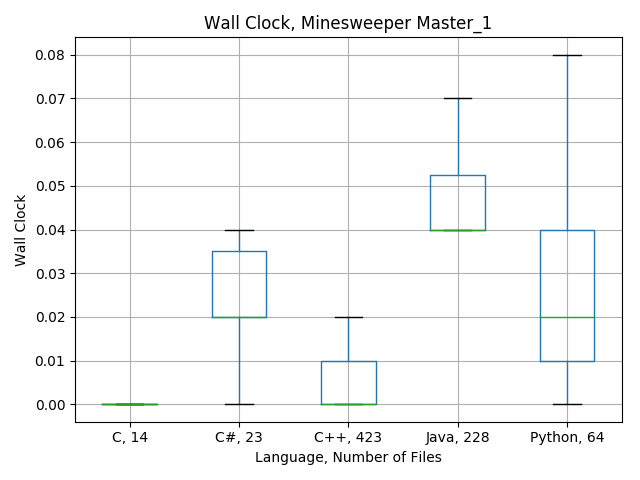 Wall Clock, Minesweeper Master_1
0.08
0.07
0.06
0.05
0.04
0.03
0.02
0.01
0.00
Wall Clock
C, 14
C#, 23
C++, 423
Java, 228
Python, 64
Language, Number of Files